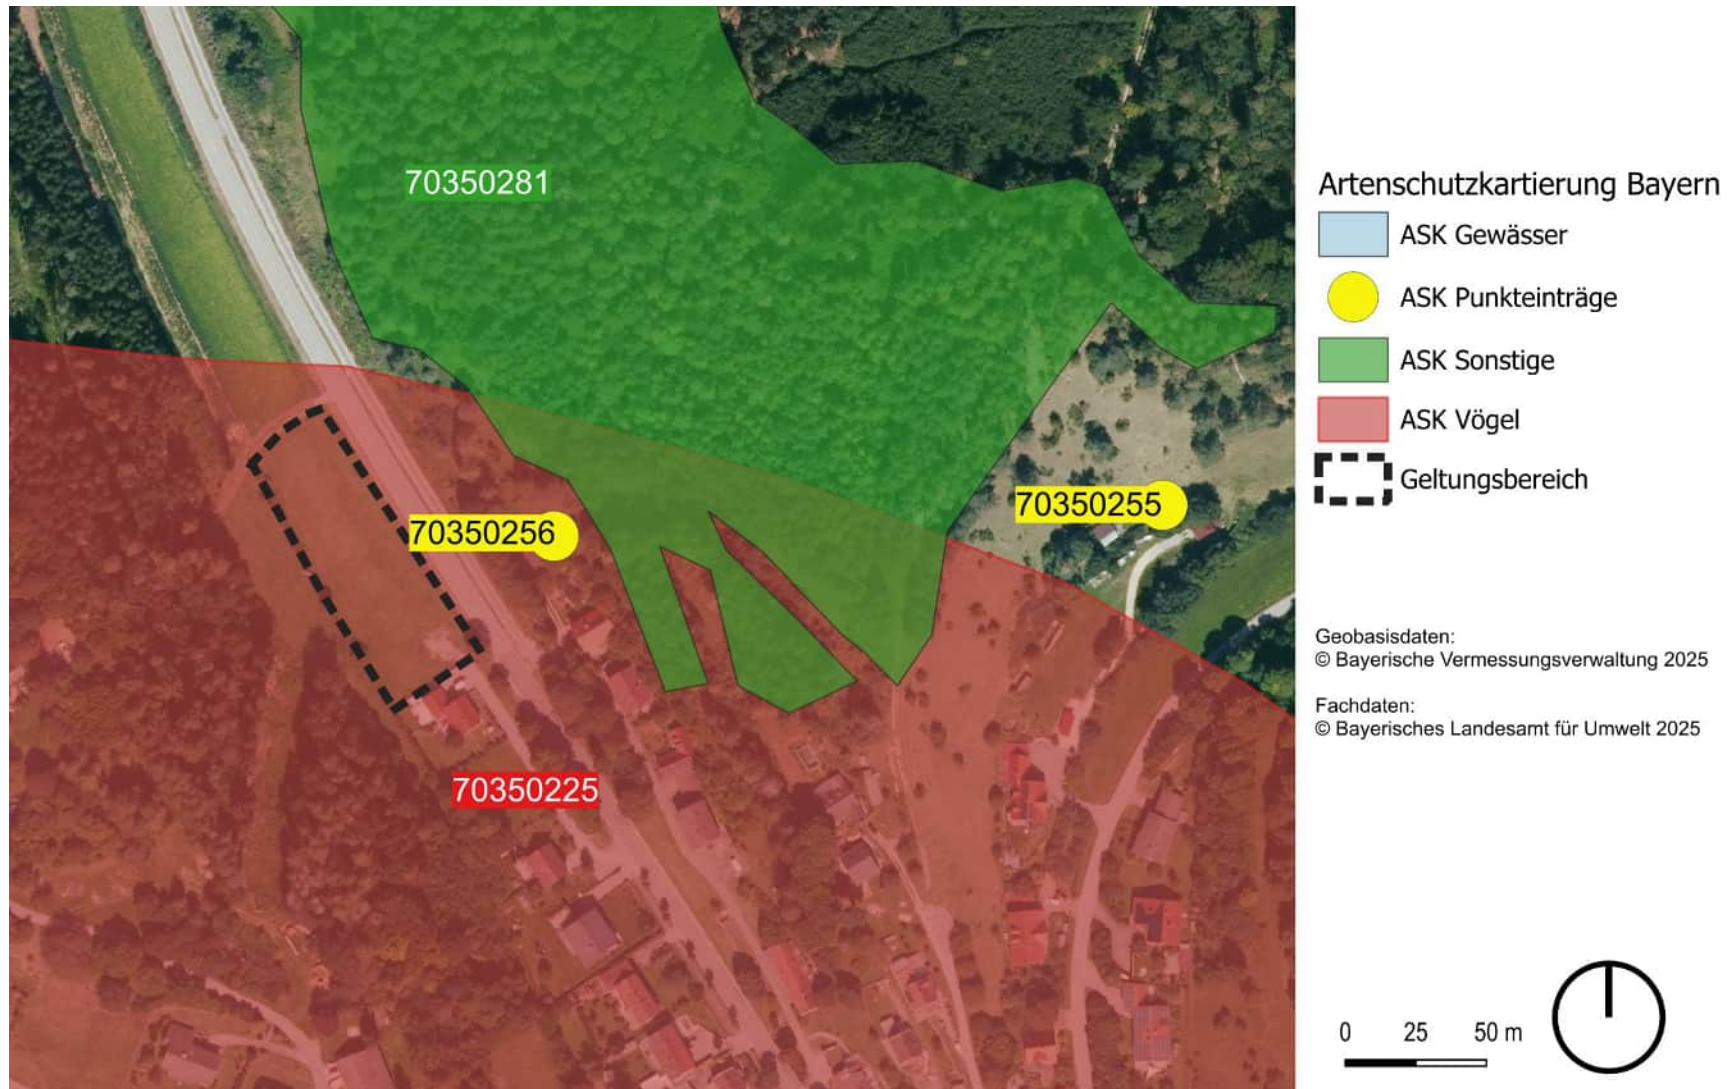 70350281
70350256
70350255
70350225
Artenschutzkartierung Bayern
ASK Gewässer
ASK Punkteinträge
ASK Sonstige
ASK Vögel
Geltungsbereich
Geobasisdaten:
© Bayerische Vermessungsverwaltung 2025
Fachdaten:
© Bayerisches Landesamt für Umwelt 2025
0 25 50 m